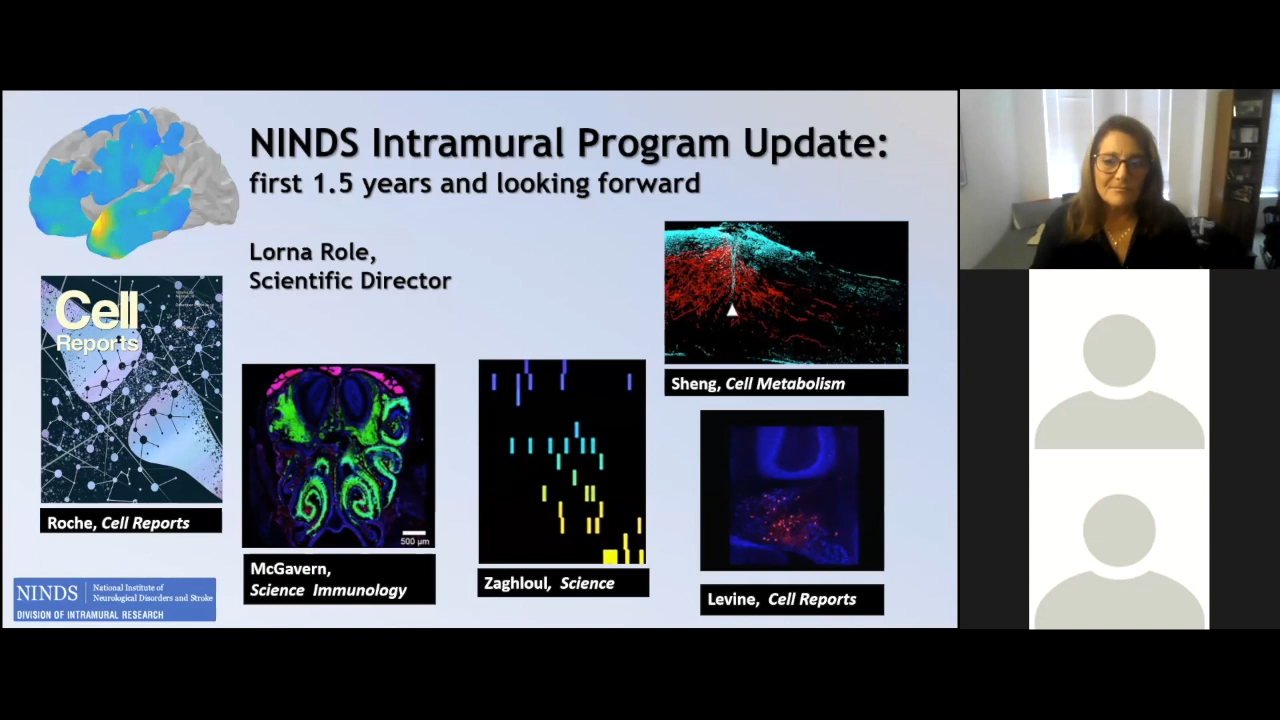 NINDS Intramural Program Update:
first 1.5 years and looking forward
Lorna Role,
Scientific Director
Cell
Reports
Roche, Cell Reports
500 µm
McGavern,
Science Immunology
Zaghloul, Science
Sheng, Cell Metabolism
Levine, Cell Reports
NINDS
National Institute of
Neurological Disorders and Stroke
DIVISION OF INTRAMURAL RESEARCH